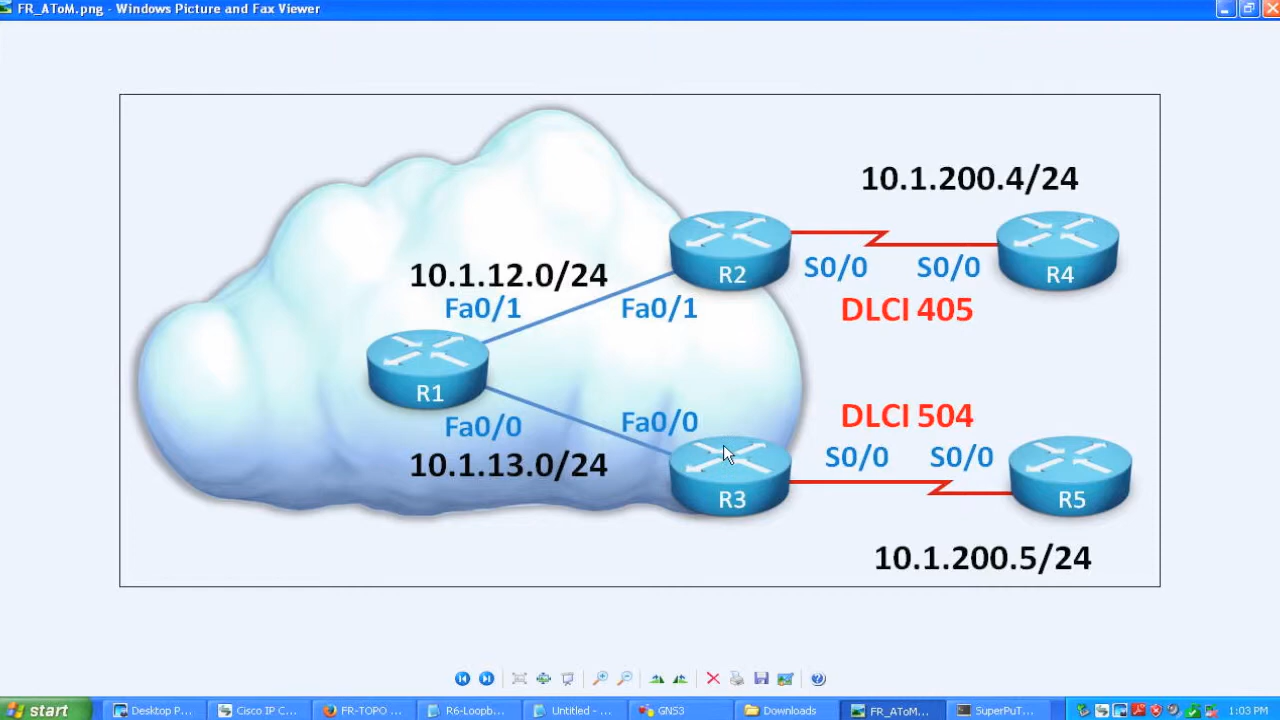 FR_AToM.png - Windows Picture and Fax Viewer
10.1.200.4/24
R2
S0/0
S0/0
R4
10.1.12.0/24
Fa0/1
Fa0/1
DLCI 405
R1
Fa0/0
Fa0/0
10.1.13.0/24
DLCI 504
S0/0
S0/0
R3
R5
10.1.200.5/24
start
Desktop P...
Cisco IP C...
FR-TOPO ...
R6-Loopb...
Untitled - ...
GNS3
Downloads
FR_AToM...
SuperPuT...
1:03 PM